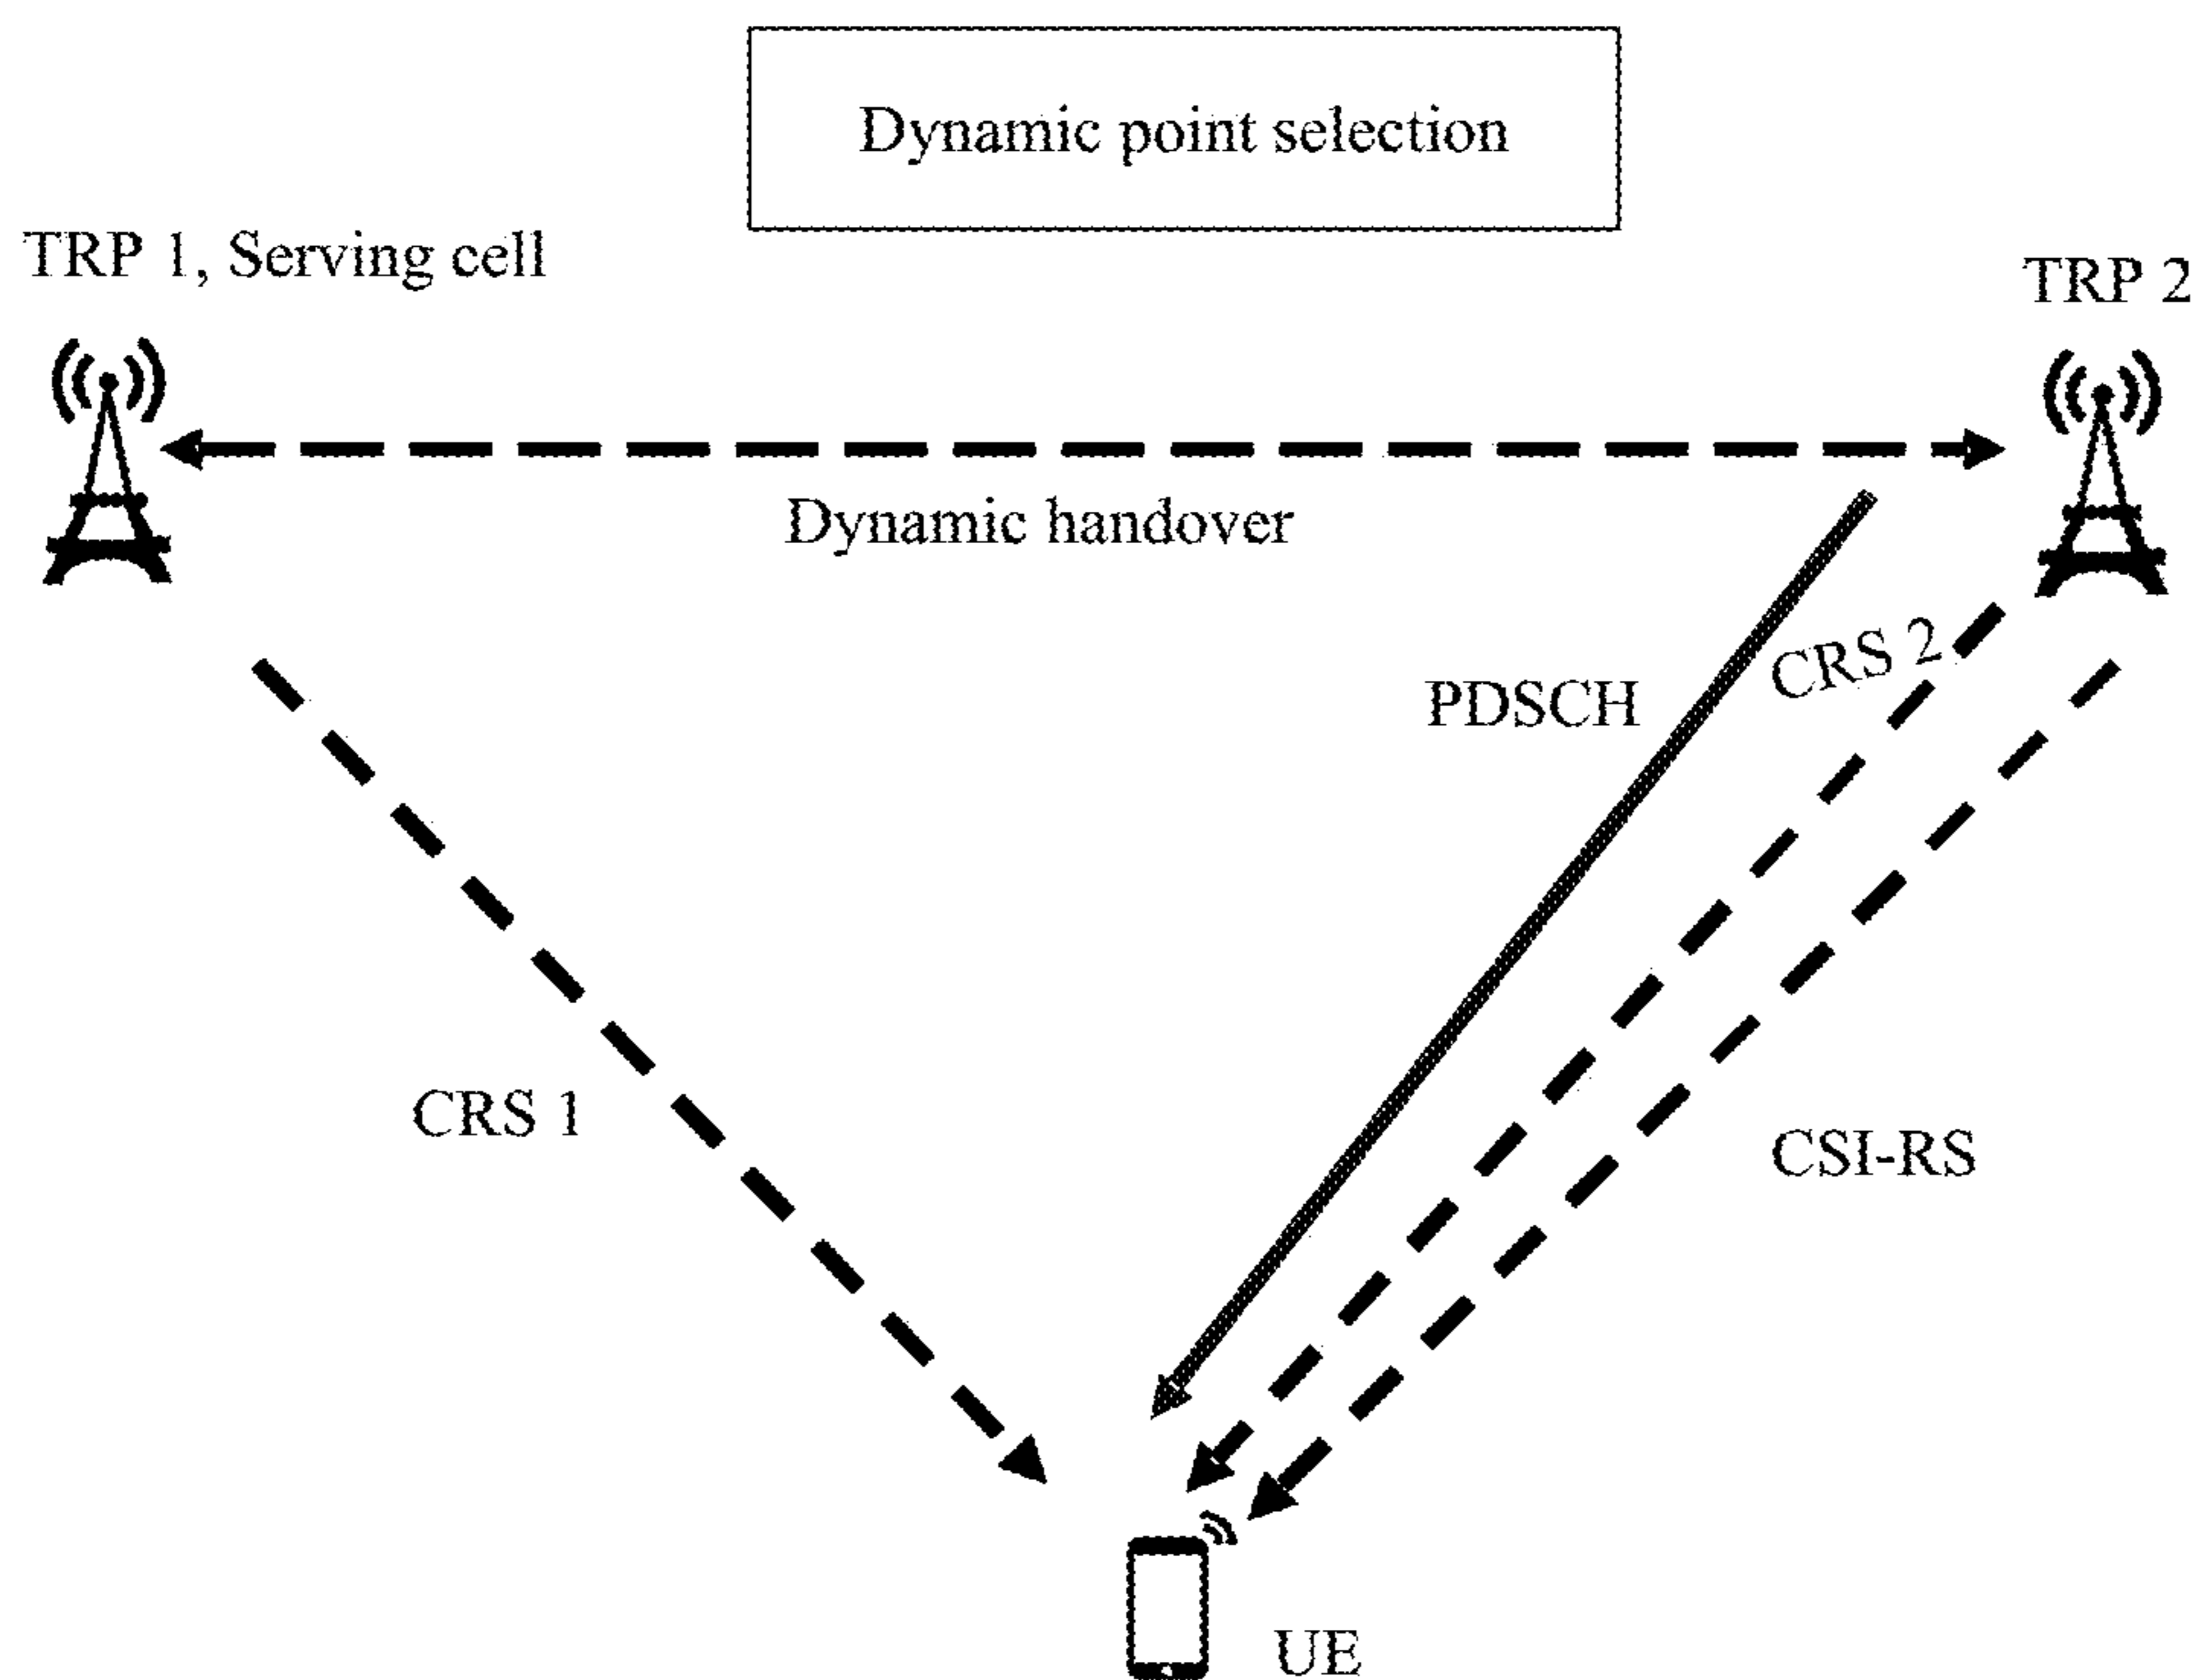 Dynamic point selection
TRP 1, Serving cell
TRP 2
Dynamic handover
CRS 2
PDSCH
CRS 1
CSI-RS
UE